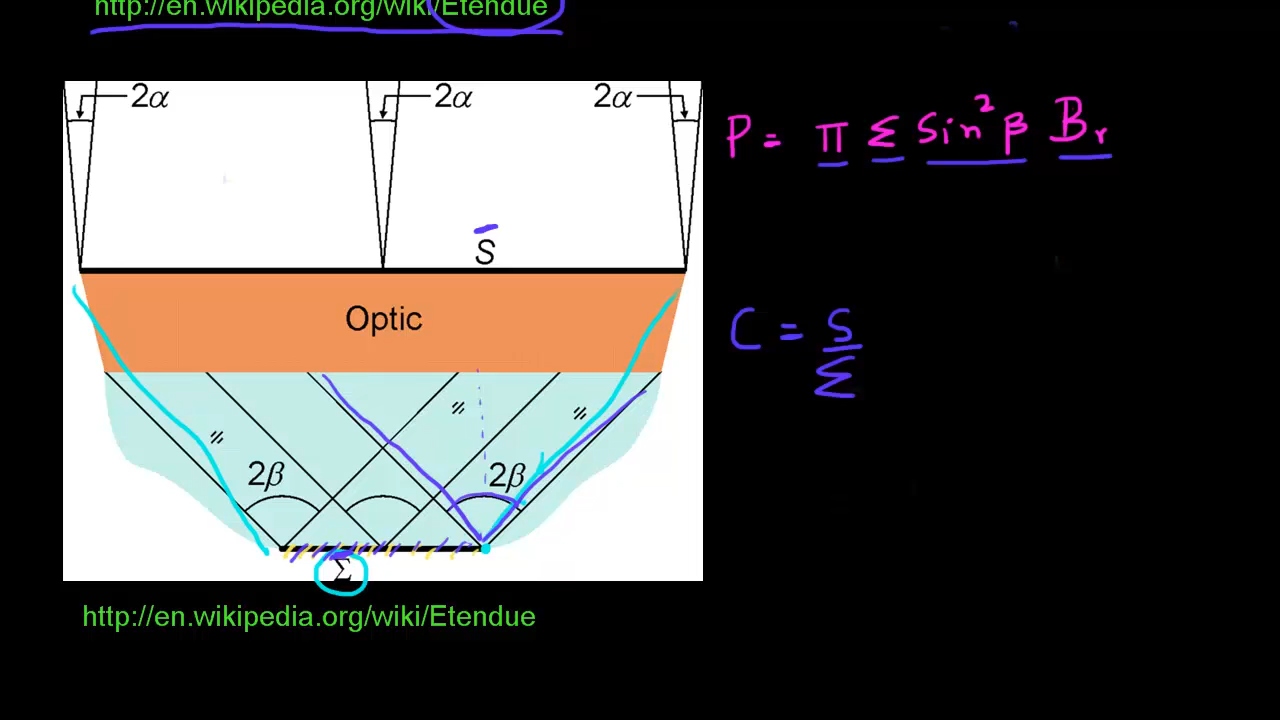 http://en.wikipedia.org/wiki/Etendue
2α 2α 2α
P = π Σ Sin² β Br
S
Optic
C = S/Σ
2β 2β
Σ
http://en.wikipedia.org/wiki/Etendue